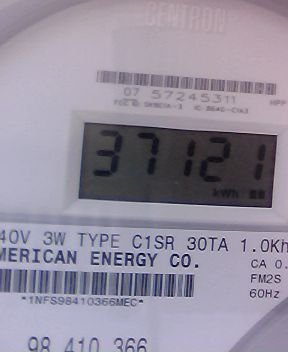 CENTRON
07 57245311
HPP
37121
kWh
40V 3W TYPE C1SR 30TA 1.0Kh
MERICAN ENERGY CO.
CA 0.
FM2S
60Hz
*1NFS98410366MEC*
98 410 366